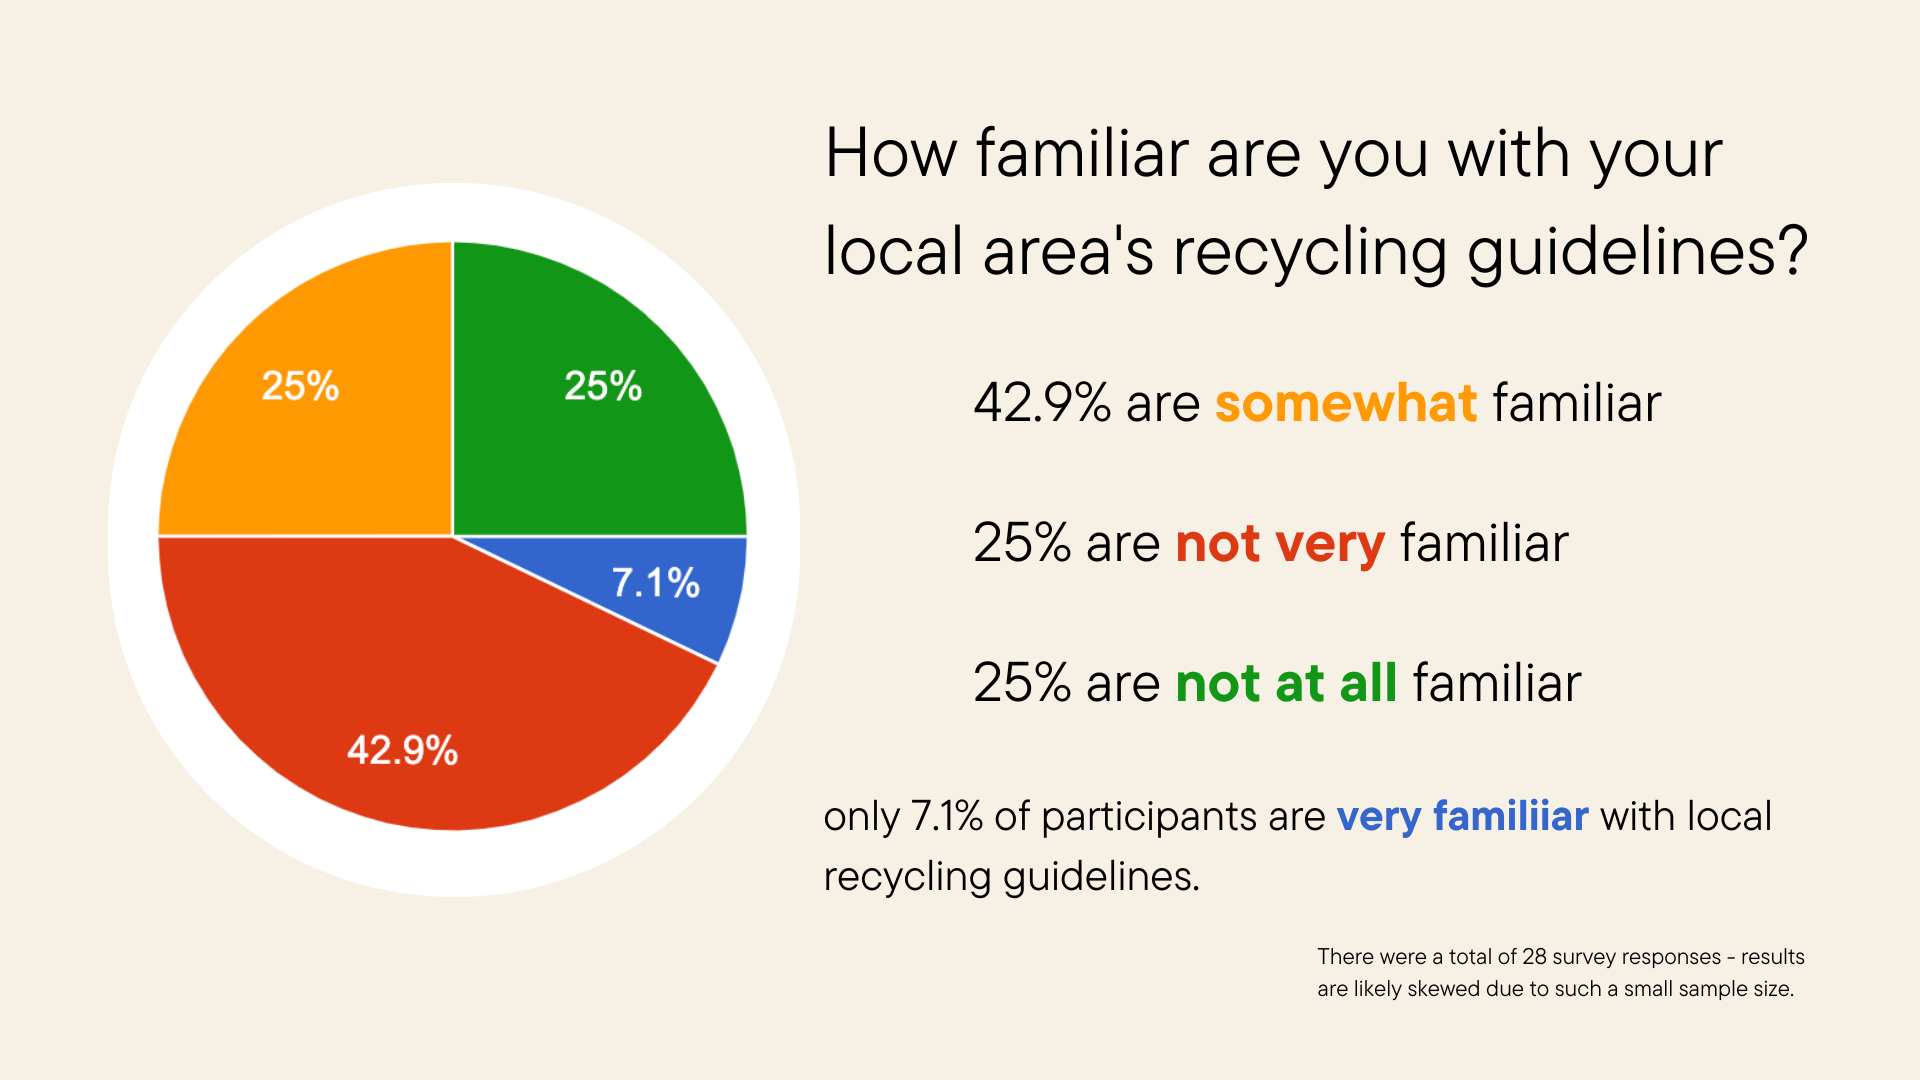 How familiar are you with your
local area's recycling guidelines?
25%
25%
7.1%
42.9%
42.9% are somewhat familiar
25% are not very familiar
25% are not at all familiar
only 7.1% of participants are very familiiar with local
recycling guidelines.
There were a total of 28 survey responses - results
are likely skewed due to such a small sample size.